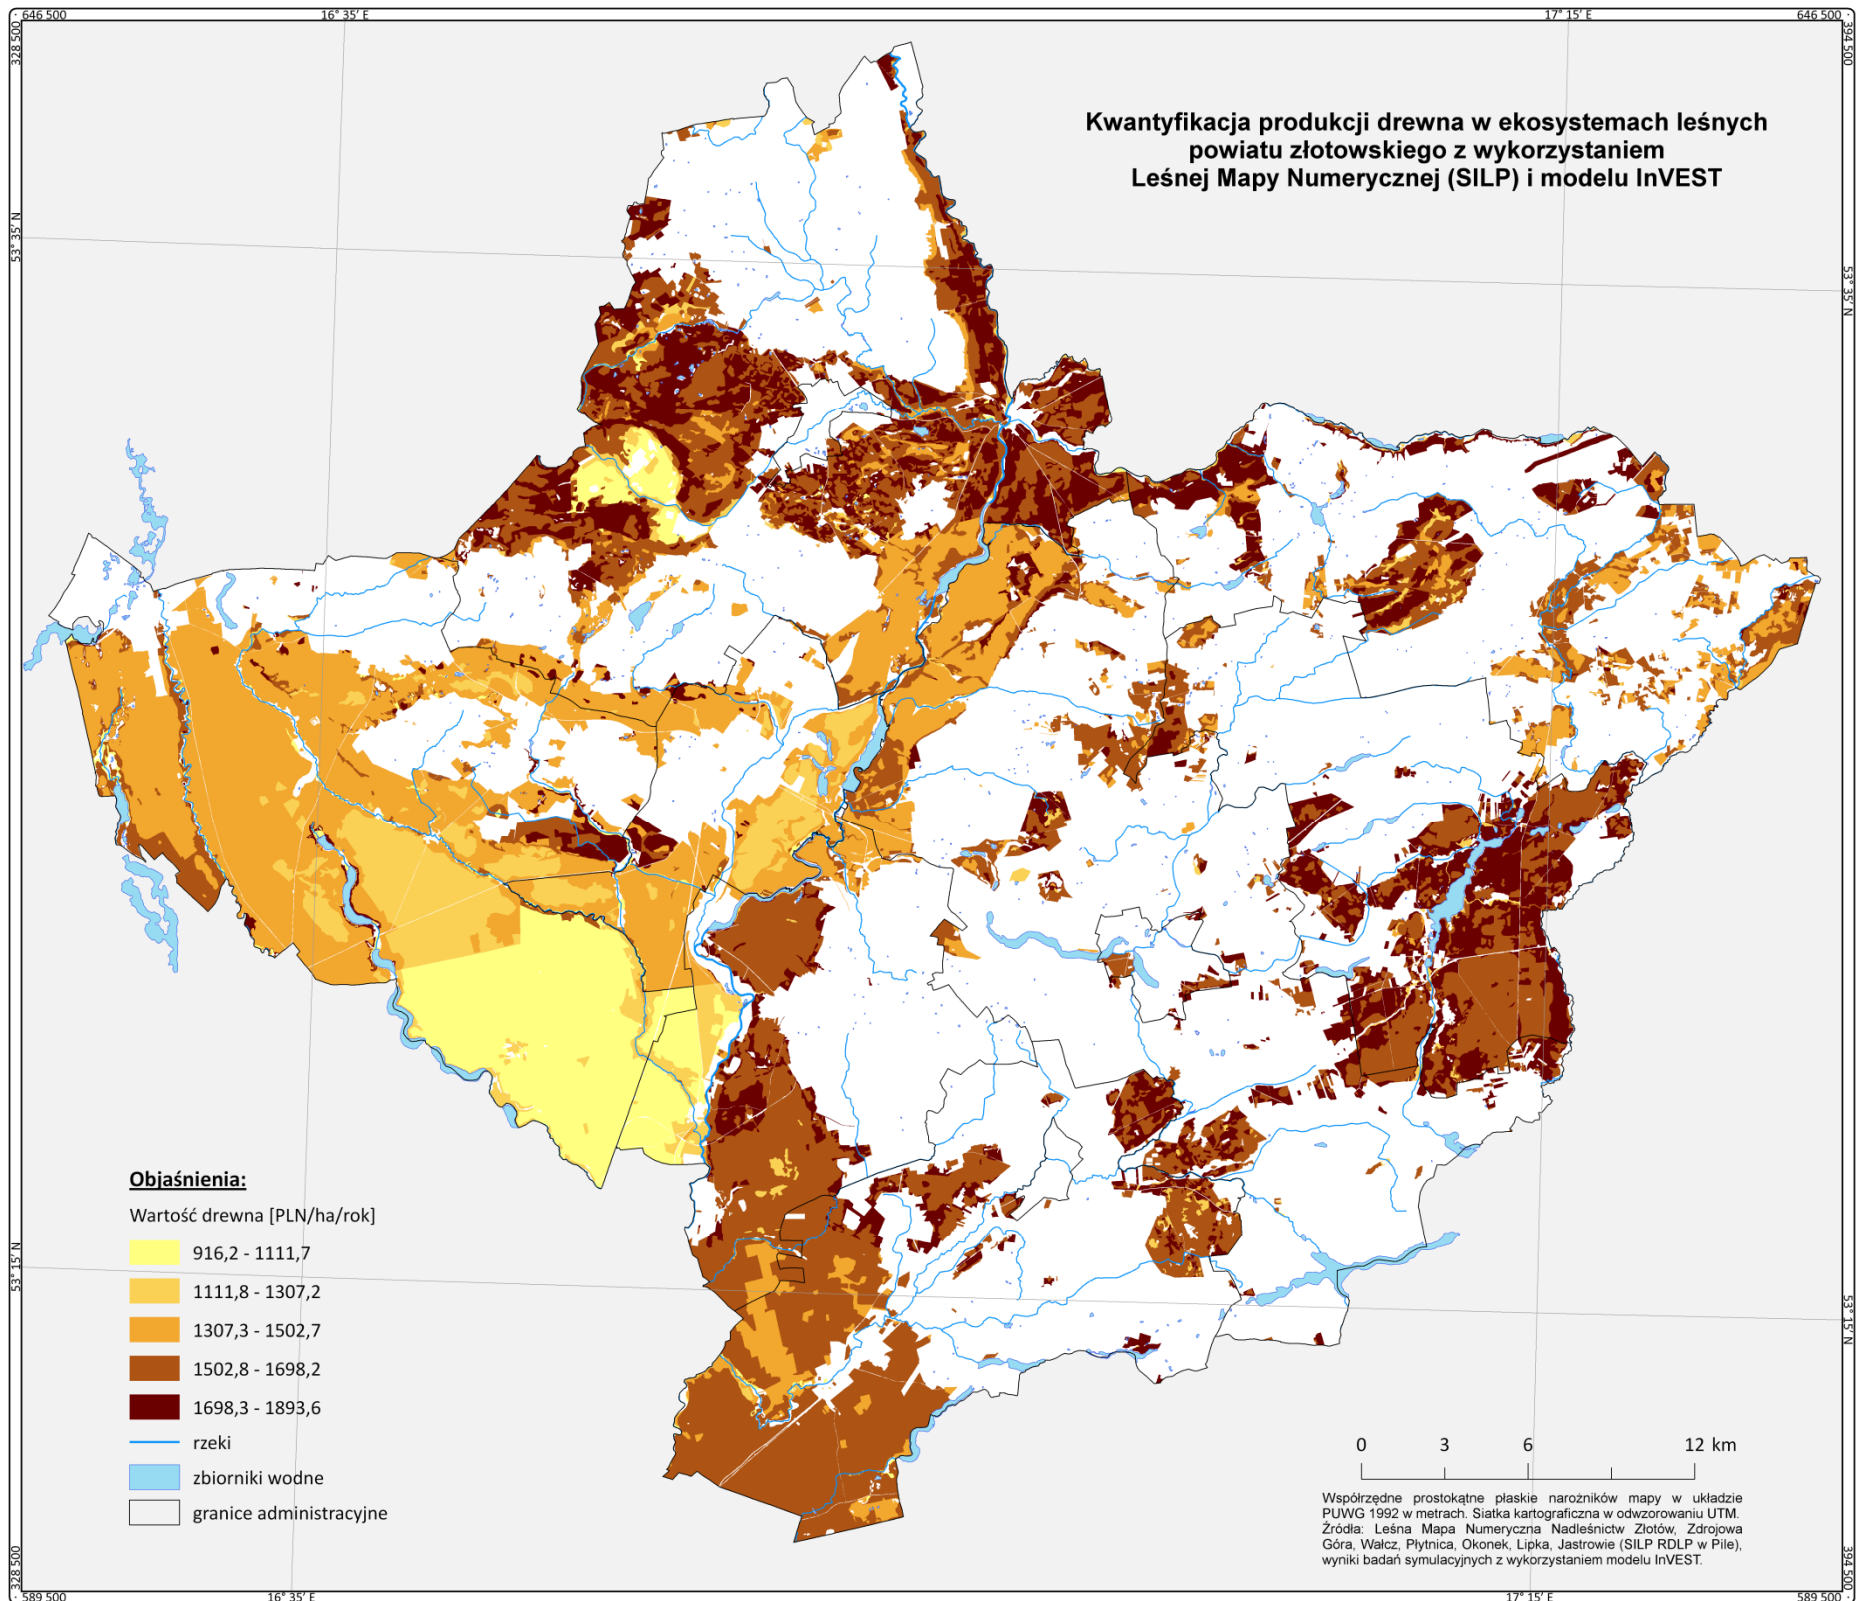 646 500
16° 35’ E
17° 15’ E
646 500
328 500
394 500
Kwantyfikacja produkcji drewna w ekosystemach leśnych
powiatu złotowskiego z wykorzystaniem
Leśnej Mapy Numerycznej (SILP) i modelu InVEST
53° 35’ N
53° 35’ N
Objaśnienia:
Wartość drewna [PLN/ha/rok]
916,2 - 1111,7
1111,8 - 1307,2
1307,3 - 1502,7
1502,8 - 1698,2
1698,3 - 1893,6
rzeki
zbiorniki wodne
granice administracyjne
53° 15’ N
53° 15’ N
0 3 6 12 km
Współrzędne prostokątne płaskie narożników mapy w układzie
PUWG 1992 w metrach. Siatka kartograficzna w odwzorowaniu UTM.
Źródła: Leśna Mapa Numeryczna Nadleśnictw Złotów, Zdrojowa
Góra, Wałcz, Płytnica, Okonek, Lipka, Jastrowie (SILP RDLP w Pile),
wyniki badań symulacyjnych z wykorzystaniem modelu InVEST.
328 500
394 500
589 500
16° 35’ E
17° 15’ E
589 500